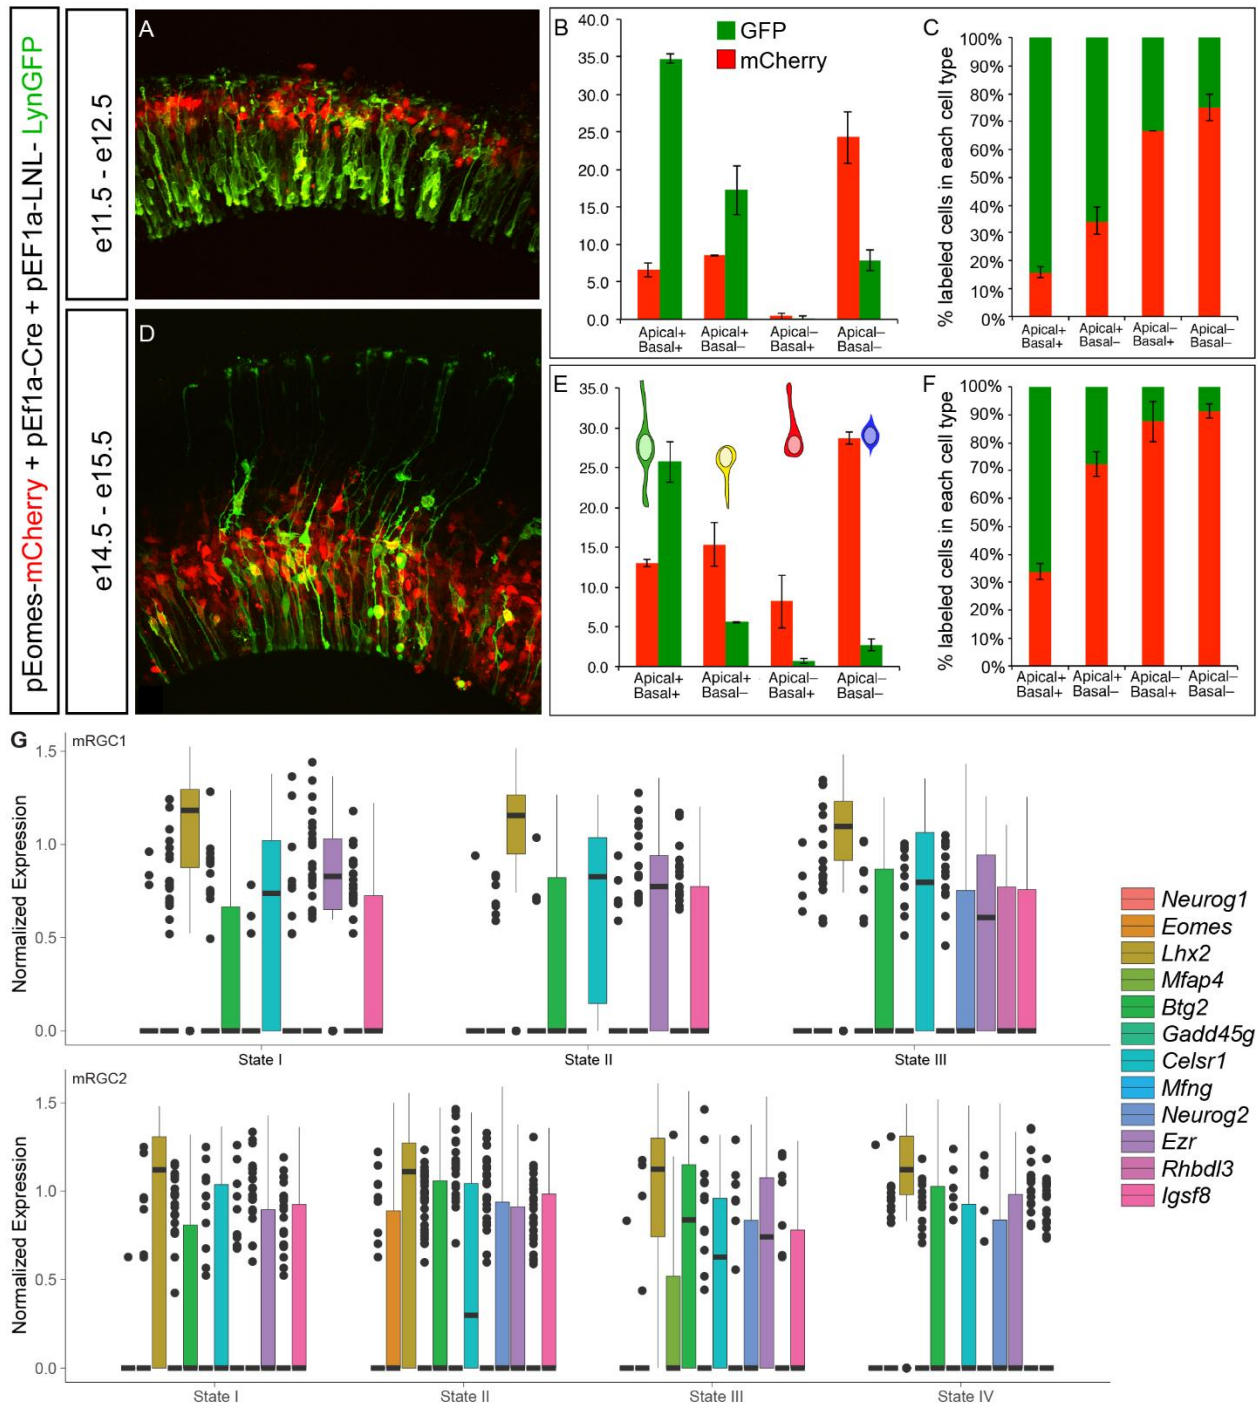 pEomes-mCherry + pEf1a-Cre + pEF1a-LNL- LynGFP
e11.5 - e12.5
A
B
40.0
35.0
30.0
25.0
20.0
15.0
10.0
5.0
0.0
GFP
mCherry
Apical+ Apical+ Apical– Apical–
Basal+ Basal– Basal+ Basal–
C
% labeled cells in each cell type
100%
90%
80%
70%
60%
50%
40%
30%
20%
10%
0%
Apical+ Apical+ Apical– Apical–
Basal+ Basal– Basal+ Basal–
e14.5 - e15.5
D
E
35.0
30.0
25.0
20.0
15.0
10.0
5.0
0.0
Apical+ Apical+ Apical– Apical–
Basal+ Basal– Basal+ Basal–
F
% labeled cells in each cell type
100%
90%
80%
70%
60%
50%
40%
30%
20%
10%
0%
Apical+ Apical+ Apical– Apical–
Basal+ Basal– Basal+ Basal–
G
mRGC1
Normalized Expression
1.5
1.0
0.5
0.0
State I State II State III
mRGC2
Normalized Expression
1.5
1.0
0.5
0.0
State I State II State III State IV
Neurog1
Eomes
Lhx2
Mfap4
Btg2
Gadd45g
Celsr1
Mfng
Neurog2
Ezr
Rhbdl3
Igsf8